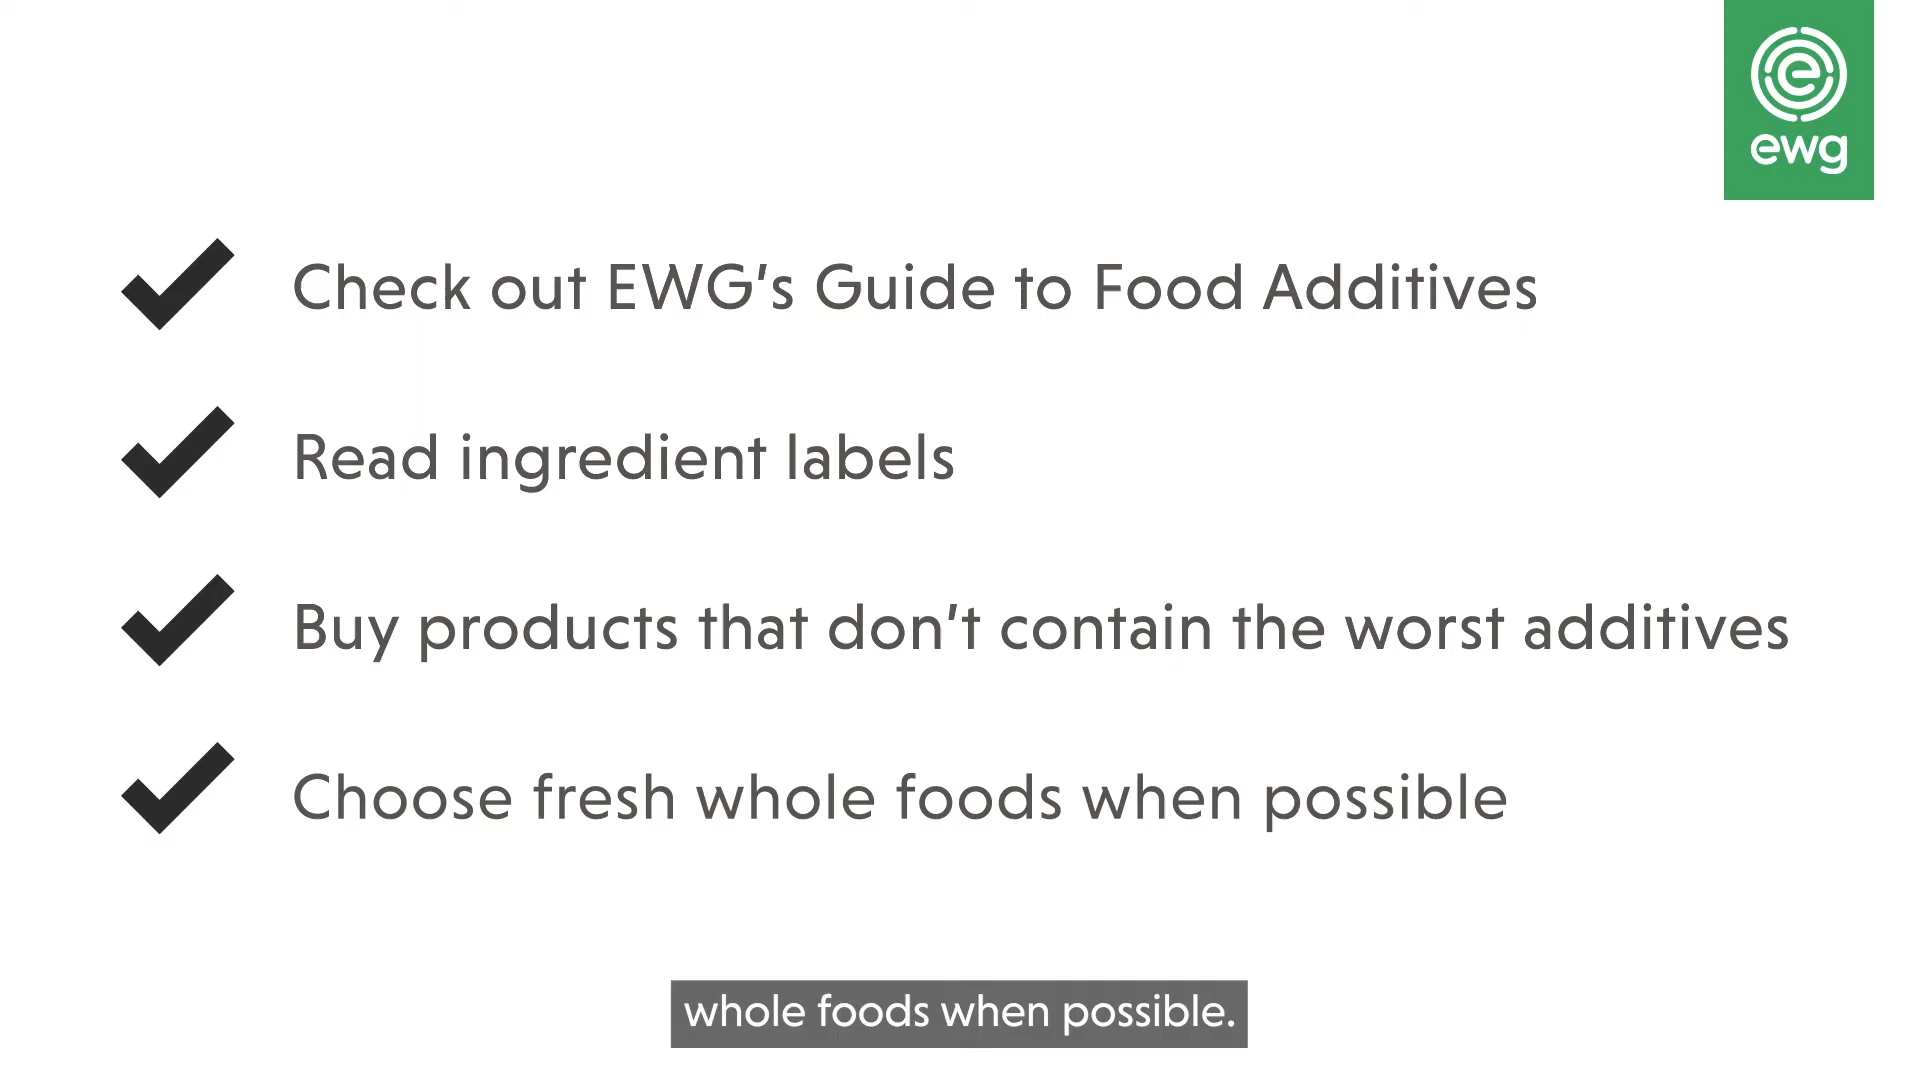 ewg
Check out EWG's Guide to Food Additives
Read ingredient labels
Buy products that don't contain the worst additives
Choose fresh whole foods when possible
whole foods when possible.